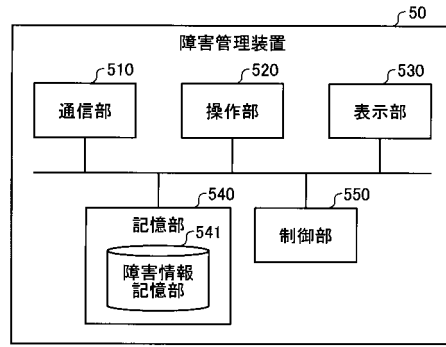 50
障害管理装置
510
520
530
通信部
操作部
表示部
540
550
記憶部
541
障害情報
記憶部
制御部